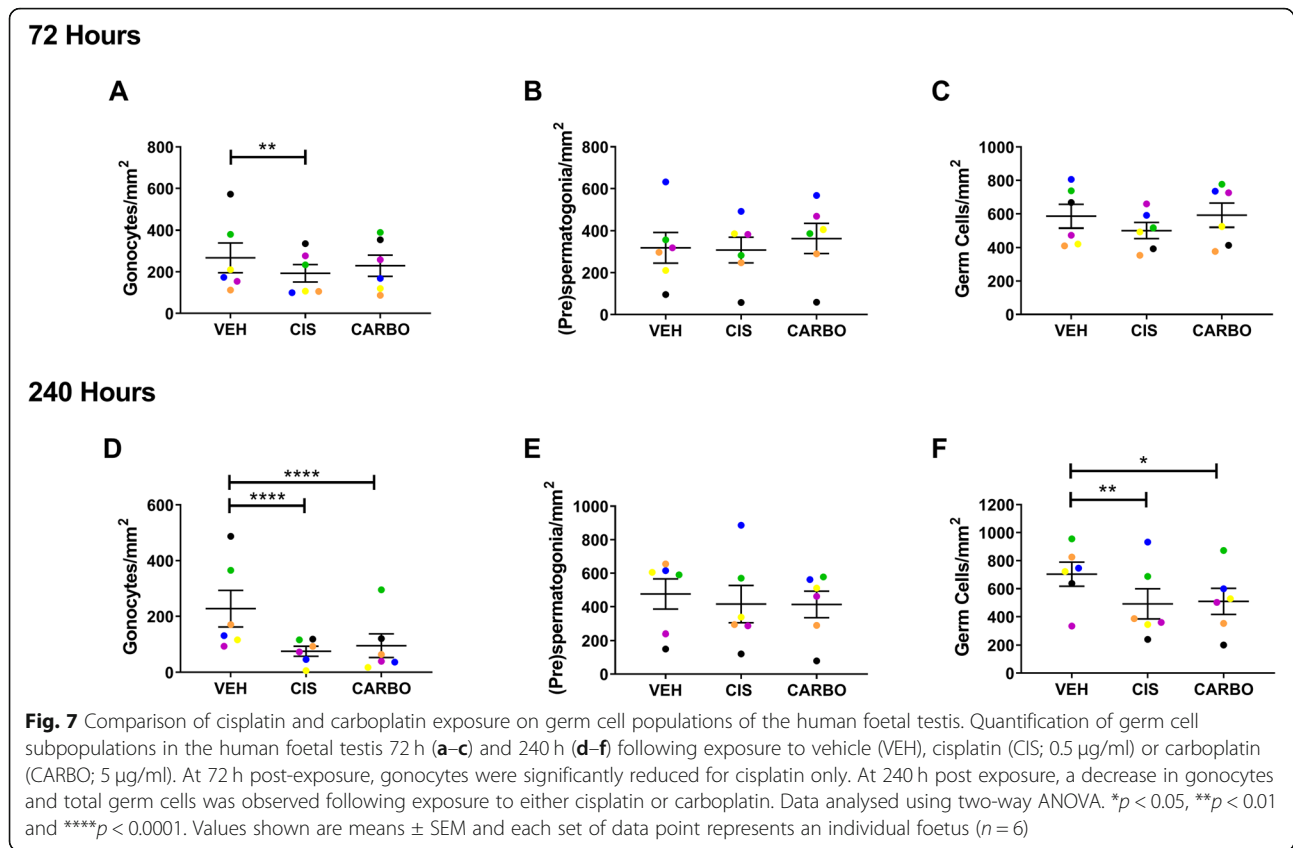 72 Hours
A
B
C
Gonocytes/mm²
800
600
400
200
0
**
VEH CIS CARBO
(Pre)spermatogonia/mm²
800
600
400
200
0
VEH CIS CARBO
Germ Cells/mm²
1000
800
600
400
200
0
VEH CIS CARBO
240 Hours
D
E
F
Gonocytes/mm²
600
400
200
0
****
****
VEH CIS CARBO
(Pre)spermatogonia/mm²
1000
800
600
400
200
0
VEH CIS CARBO
Germ Cells/mm²
1200
1000
800
600
400
200
0
*
**
VEH CIS CARBO
Fig. 7 Comparison of cisplatin and carboplatin exposure on germ cell populations of the human foetal testis. Quantification of germ cell
subpopulations in the human foetal testis 72 h (a–c) and 240 h (d–f) following exposure to vehicle (VEH), cisplatin (CIS; 0.5 μg/ml) or carboplatin
(CARBO; 5 μg/ml). At 72 h post-exposure, gonocytes were significantly reduced for cisplatin only. At 240 h post exposure, a decrease in gonocytes
and total germ cells was observed following exposure to either cisplatin or carboplatin. Data analysed using two-way ANOVA. *p < 0.05, **p < 0.01
and ****p < 0.0001. Values shown are means ± SEM and each set of data point represents an individual foetus (n = 6)